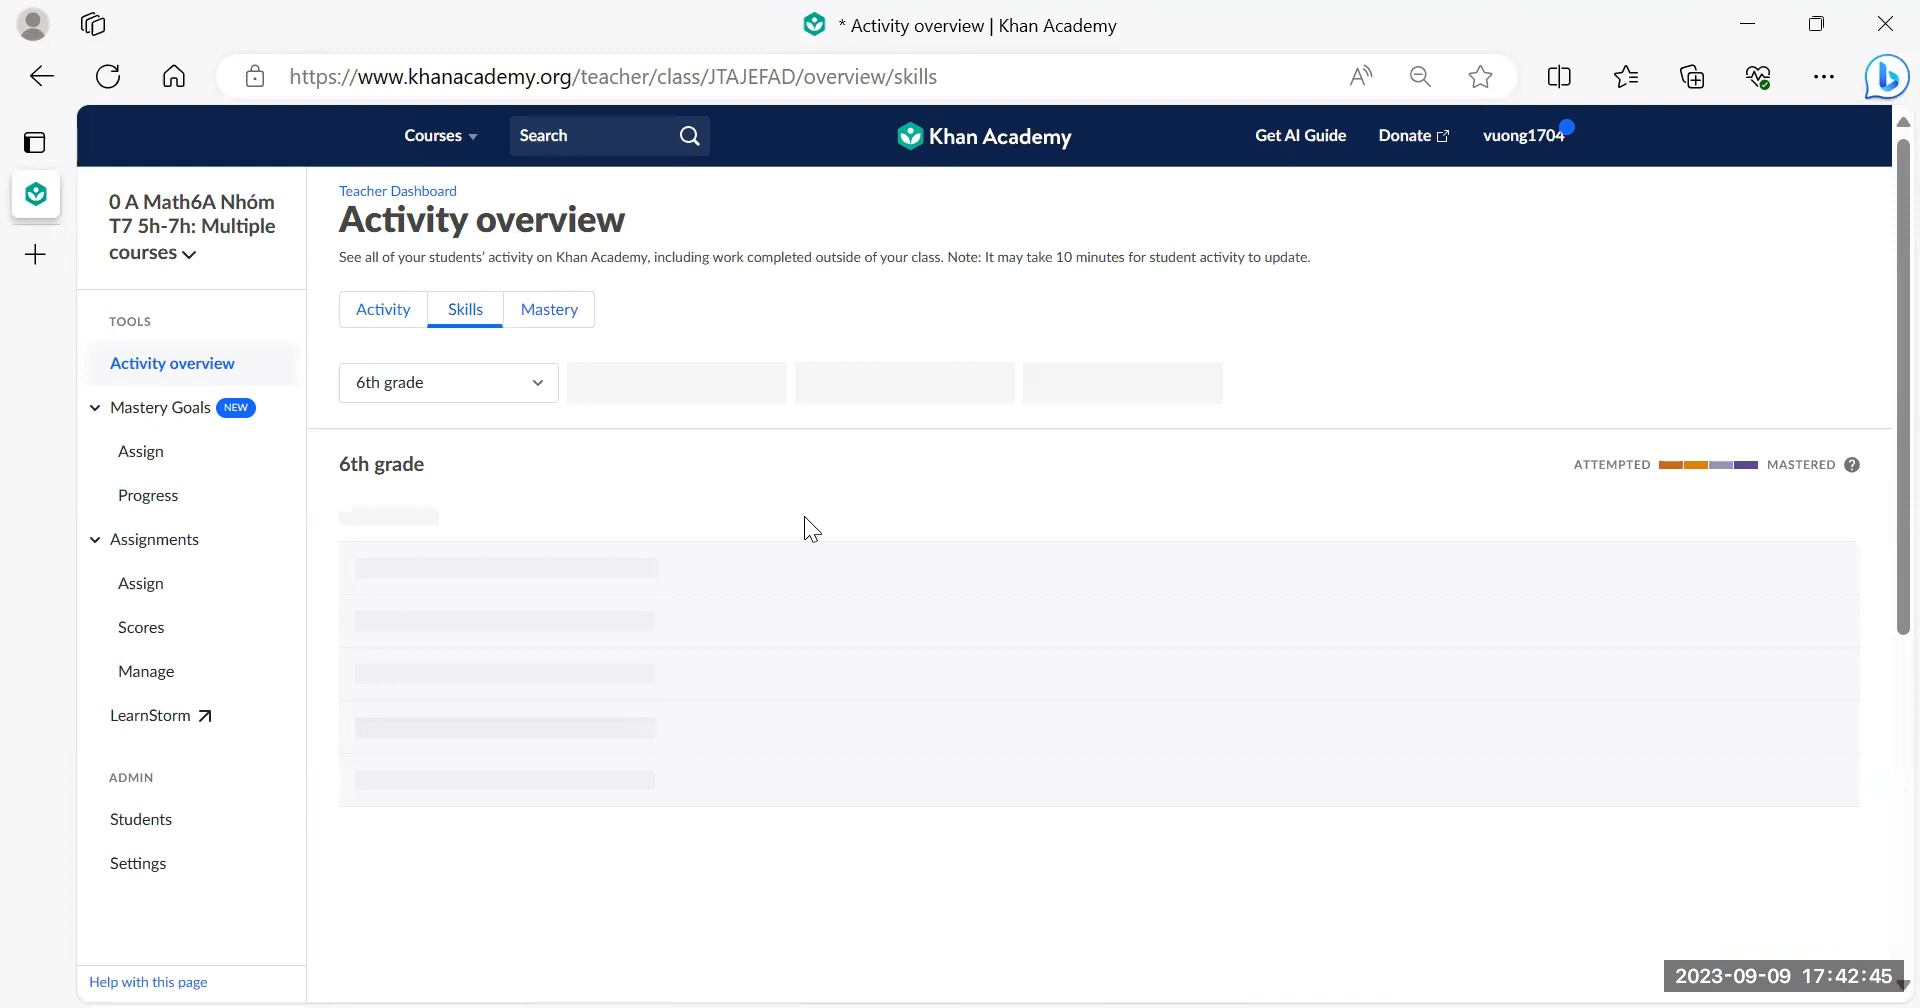 * Activity overview | Khan Academy
https://www.khanacademy.org/teacher/class/JTAJEFAD/overview/skills
Courses
Search
Khan Academy
Get AI Guide
Donate
vuong1704
0 A Math6A Nhóm
T7 5h-7h: Multiple
courses
TOOLS
Activity overview
Mastery Goals NEW
Assign
Progress
Assignments
Assign
Scores
Manage
LearnStorm
ADMIN
Students
Settings
Help with this page
Teacher Dashboard
Activity overview
See all of your students' activity on Khan Academy, including work completed outside of your class. Note: It may take 10 minutes for student activity to update.
Activity
Skills
Mastery
6th grade
6th grade
ATTEMPTED
MASTERED ?
2023-09-09 17:42:45